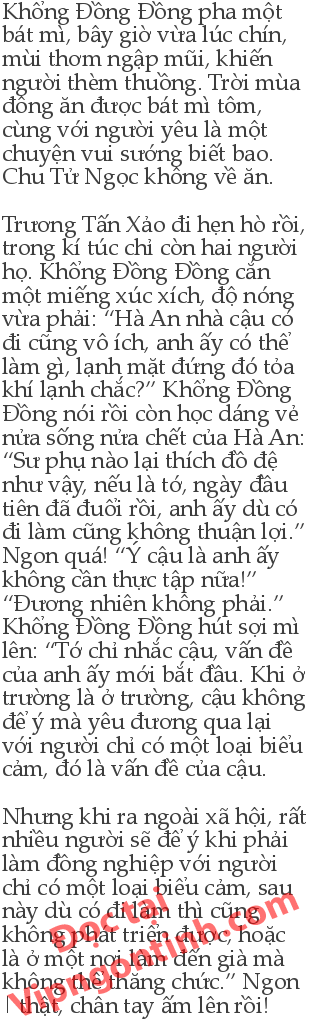 Khổng Đồng Đồng pha một
bát mì, bây giờ vừa lúc chín,
mùi thơm ngập mũi, khiến
người thèm thuồng. Trời mùa
đông ăn được bát mì tôm,
cùng với người yêu là một
chuyện vui sướng biết bao.
Chu Tử Ngọc không về ăn.
Trương Tấn Xảo đi hẹn hò rồi,
trong kí túc chỉ còn hai người
họ. Khổng Đồng Đồng cắn
một miếng xúc xích, độ nóng
vừa phải: “Hà An nhà cậu có
đi cũng vô ích, anh ấy có thể
làm gì, lạnh mặt đứng đó tỏa
khí lạnh chắc?” Khổng Đồng
Đồng nói rồi còn học dáng vẻ
nửa sống nửa chết của Hà An:
“Sư phụ nào lại thích đồ đệ
như vậy, nếu là tớ, ngày đầu
tiên đã đuổi rồi, anh ấy dù có
đi làm cũng không thuận lợi.”
Ngon quá! “Ý cậu là anh ấy
không cần thực tập nữa!”
“Đương nhiên không phải.”
Khổng Đồng Đồng hút sợi mì
lên: “Tớ chỉ nhắc cậu, vấn đề
của anh ấy mới bắt đầu. Khi ở
trường là ở trường, cậu không
để ý mà yêu đương qua lại
với người chỉ có một loại biểu
cảm, đó là vấn đề của cậu.
Nhưng khi ra ngoài xã hội, rất
nhiều người sẽ để ý khi phải
làm đồng nghiệp với người
chỉ có một loại biểu cảm, sau
này dù có đi làm thì cũng
không phát triển được, hoặc
là ở một nơi làm đến già mà
không thể thăng chức.” Ngon
thật, chân tay ấm lên rồi!
Đọc tại
Vipngontinh.com